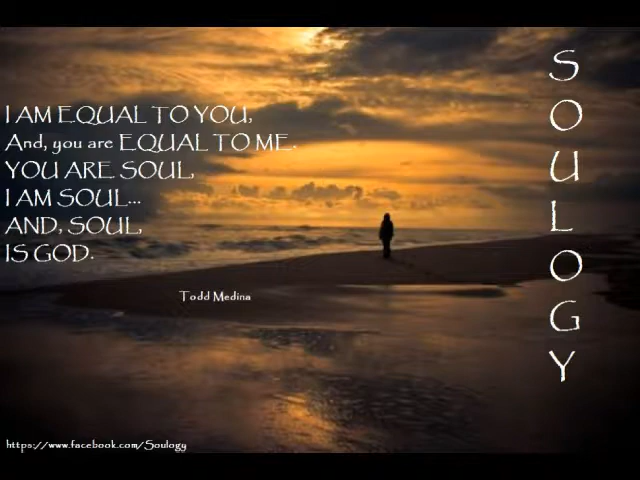 I AM EQUAL TO YOU,
And, you are EQUAL TO ME.
YOU ARE SOUL,
I AM SOUL...
AND, SOUL,
IS GOD.
Todd Medina
SOULOGY
https://www.facebook.com/Soulogy